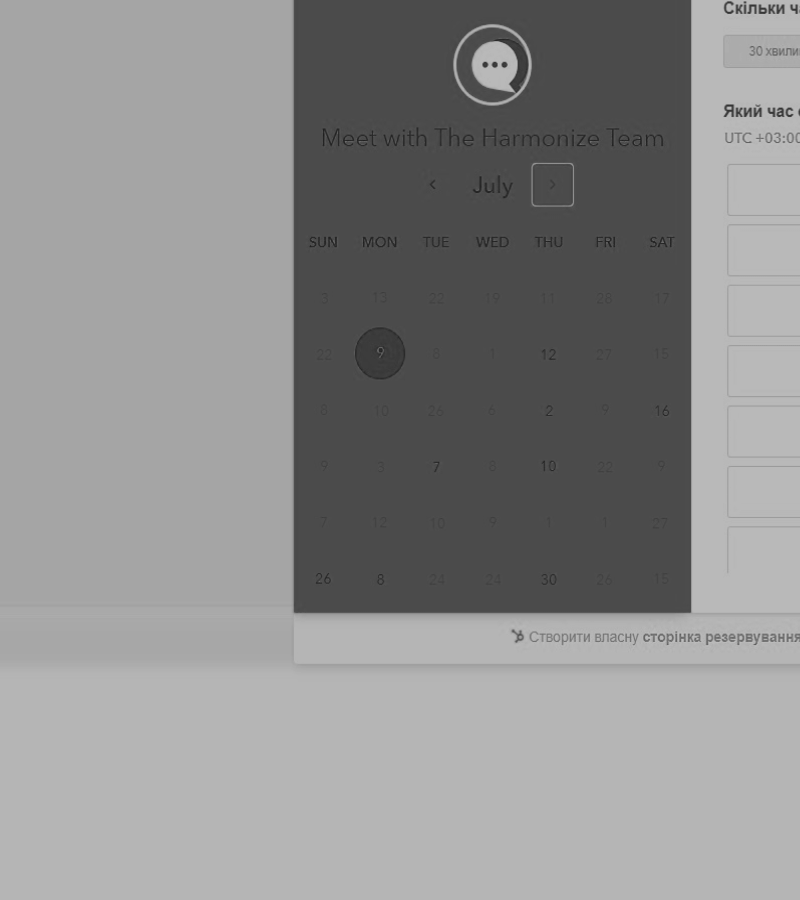 Скільки ч
30 хвили
Meet with The Harmonize Team
Який час
UTC +03:00
July
SUN MON TUE WED THU FRI SAT
3 13 22 19 11 28 17
22 9 8 1 12 27 15
8 10 26 6 2 9 16
9 3 7 8 10 22 9
7 12 10 9 1 1 27
26 8 24 24 30 26 15
Створити власну сторінка резервування